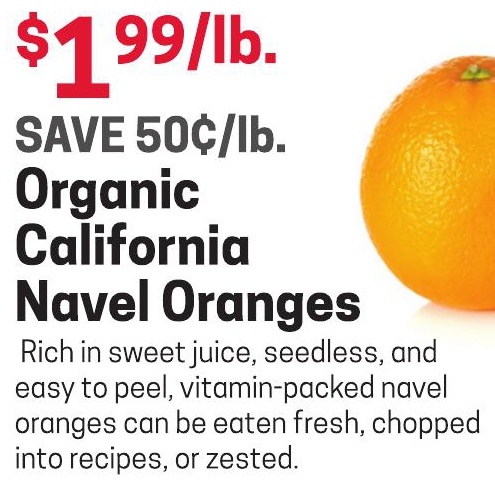 $1 99/lb.
SAVE 50¢/lb.
Organic
California
Navel Oranges
Rich in sweet juice, seedless, and
easy to peel, vitamin-packed navel
oranges can be eaten fresh, chopped
into recipes, or zested.